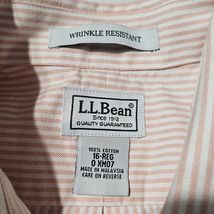 WRINKLE RESISTANT
L.L.Bean®
Since 1912
QUALITY GUARANTEED
100% COTTON
16-REG
0 XM07
MADE IN MALAYSIA
CARE ON REVERSE